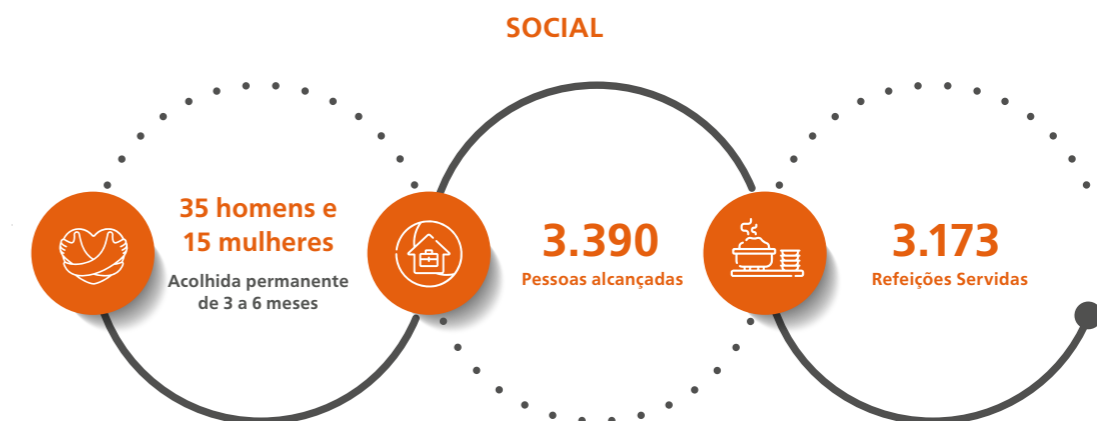 SOCIAL
35 homens e
15 mulheres
Acolhida permanente
de 3 a 6 meses
3.390
Pessoas alcançadas
3.173
Refeições Servidas